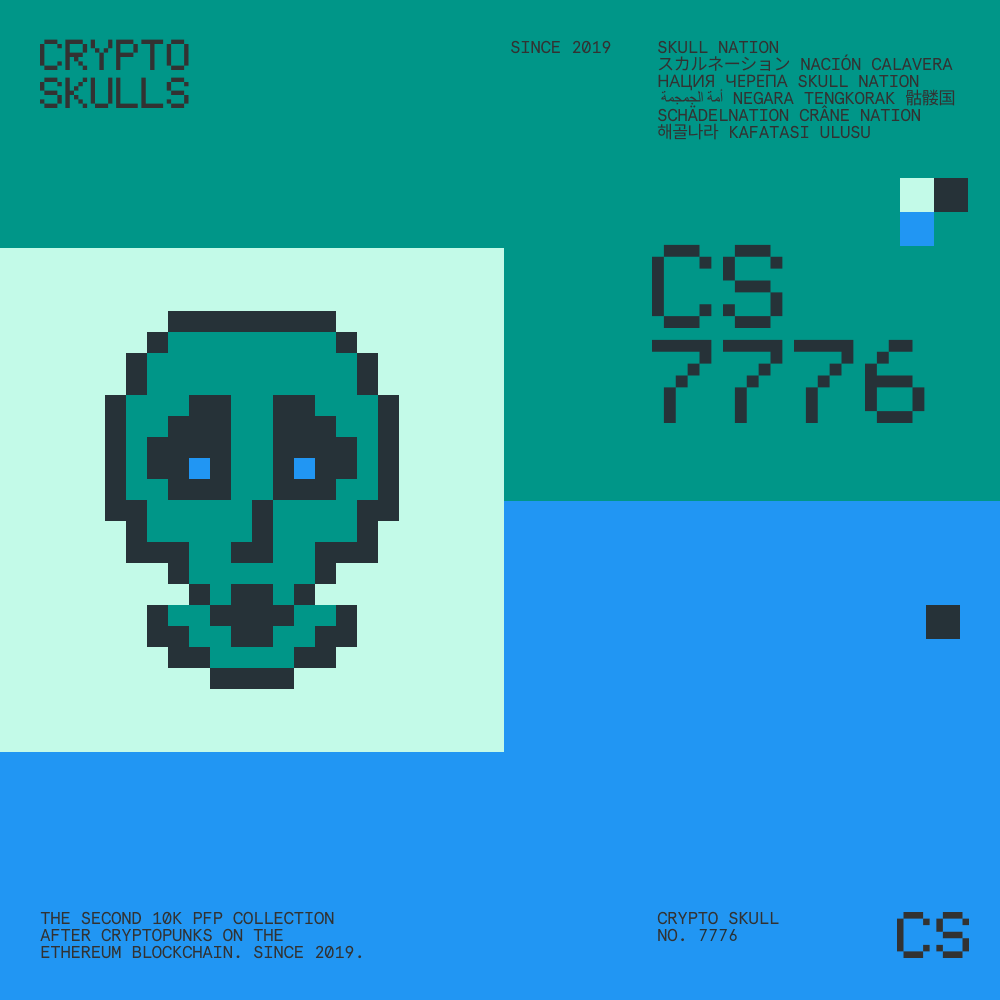 CRYPTO
SKULLS
SINCE 2019
SKULL NATION
スカルネーション NACIÓN CALAVERA
НАЦИЯ ЧЕРЕПА SKULL NATION
أمة الجمجمة NEGARA TENGKORAK 骷髅国
SCHÄDELNATION CRÂNE NATION
해골나라 KAFATASI ULUSU
CS
7776
THE SECOND 10K PFP COLLECTION
AFTER CRYPTOPUNKS ON THE
ETHEREUM BLOCKCHAIN. SINCE 2019.
CRYPTO SKULL
NO. 7776
CS